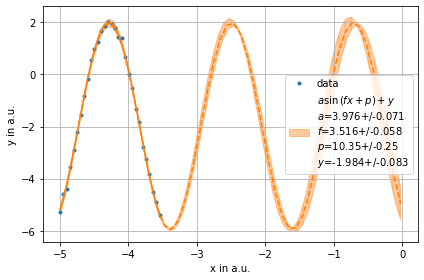 2
0
−2
−4
−6
y in a.u.
data
a sin (fx + p) + y
a=3.976+/-0.071
f=3.516+/-0.058
p=10.35+/-0.25
y=-1.984+/-0.083
−5
−4
−3
−2
−1
0
x in a.u.